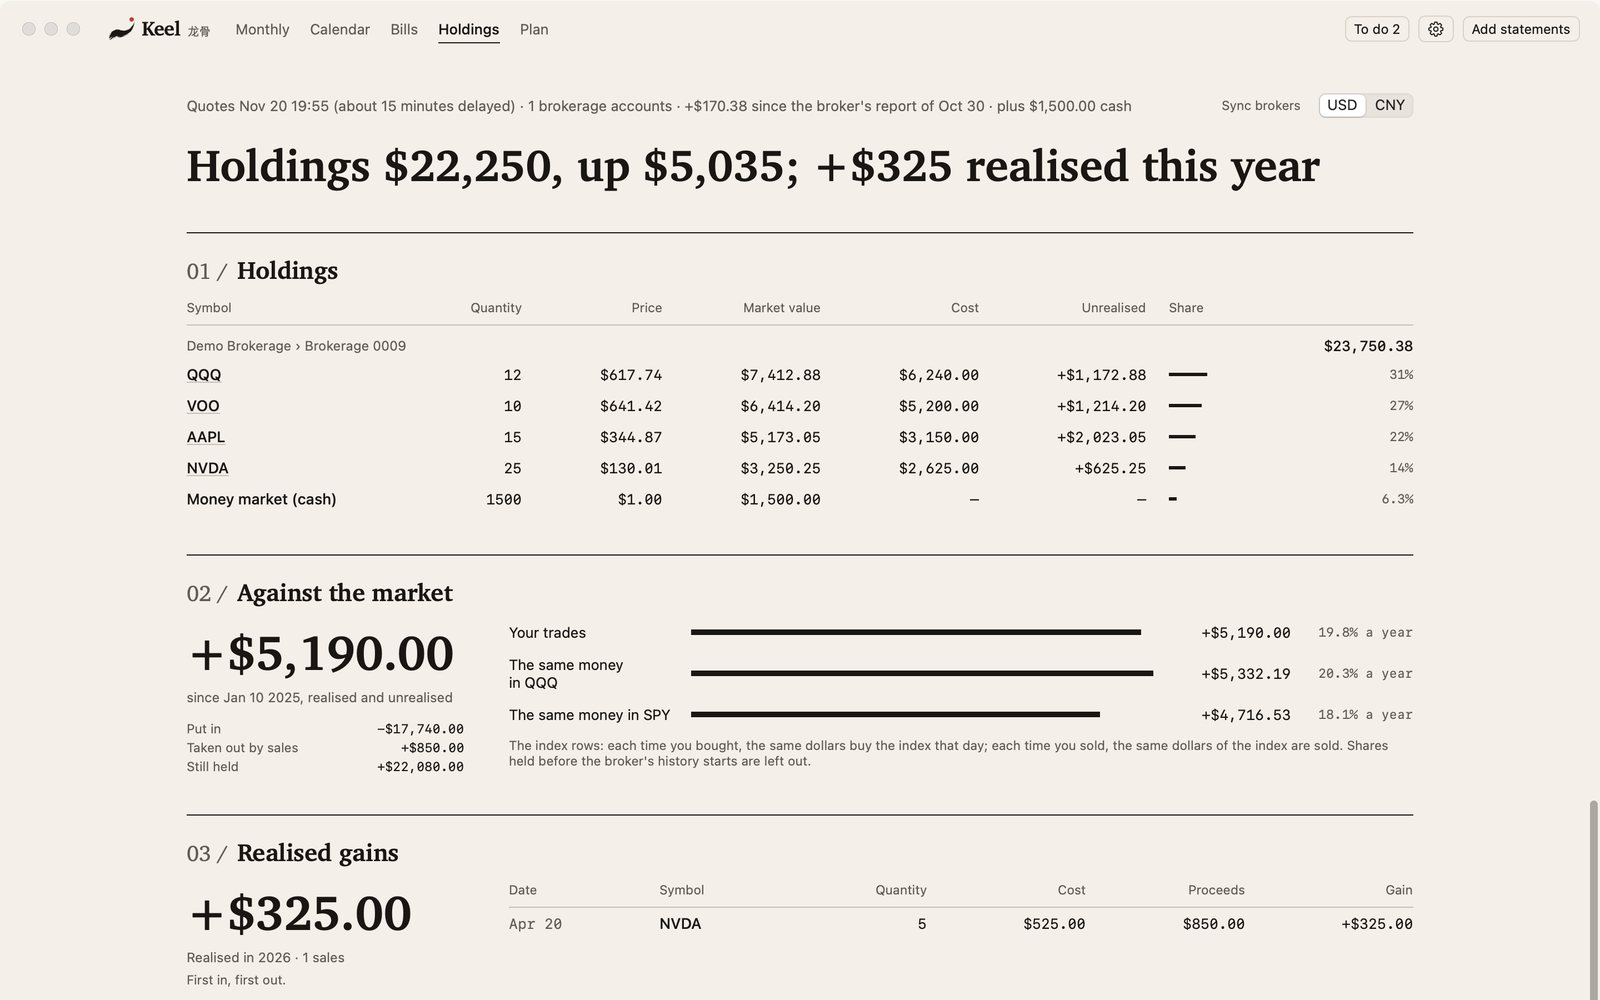 Keel 龙骨 Monthly Calendar Bills Holdings Plan To do 2 Add statements
Quotes Nov 20 19:55 (about 15 minutes delayed) · 1 brokerage accounts · +$170.38 since the broker's report of Oct 30 · plus $1,500.00 cash Sync brokers USD CNY
Holdings $22,250, up $5,035; +$325 realised this year
01 / Holdings
Symbol Quantity Price Market value Cost Unrealised Share
Demo Brokerage › Brokerage 0009 $23,750.38
QQQ 12 $617.74 $7,412.88 $6,240.00 +$1,172.88 31%
VOO 10 $641.42 $6,414.20 $5,200.00 +$1,214.20 27%
AAPL 15 $344.87 $5,173.05 $3,150.00 +$2,023.05 22%
NVDA 25 $130.01 $3,250.25 $2,625.00 +$625.25 14%
Money market (cash) 1500 $1.00 $1,500.00 — — 6.3%
02 / Against the market
+$5,190.00
since Jan 10 2025, realised and unrealised
Put in −$17,740.00
Taken out by sales +$850.00
Still held +$22,080.00
Your trades +$5,190.00 19.8% a year
The same money
in QQQ +$5,332.19 20.3% a year
The same money in SPY +$4,716.53 18.1% a year
The index rows: each time you bought, the same dollars buy the index that day; each time you sold, the same dollars of the index are sold. Shares
held before the broker's history starts are left out.
03 / Realised gains
+$325.00
Realised in 2026 · 1 sales
First in, first out.
Date Symbol Quantity Cost Proceeds Gain
Apr 20 NVDA 5 $525.00 $850.00 +$325.00